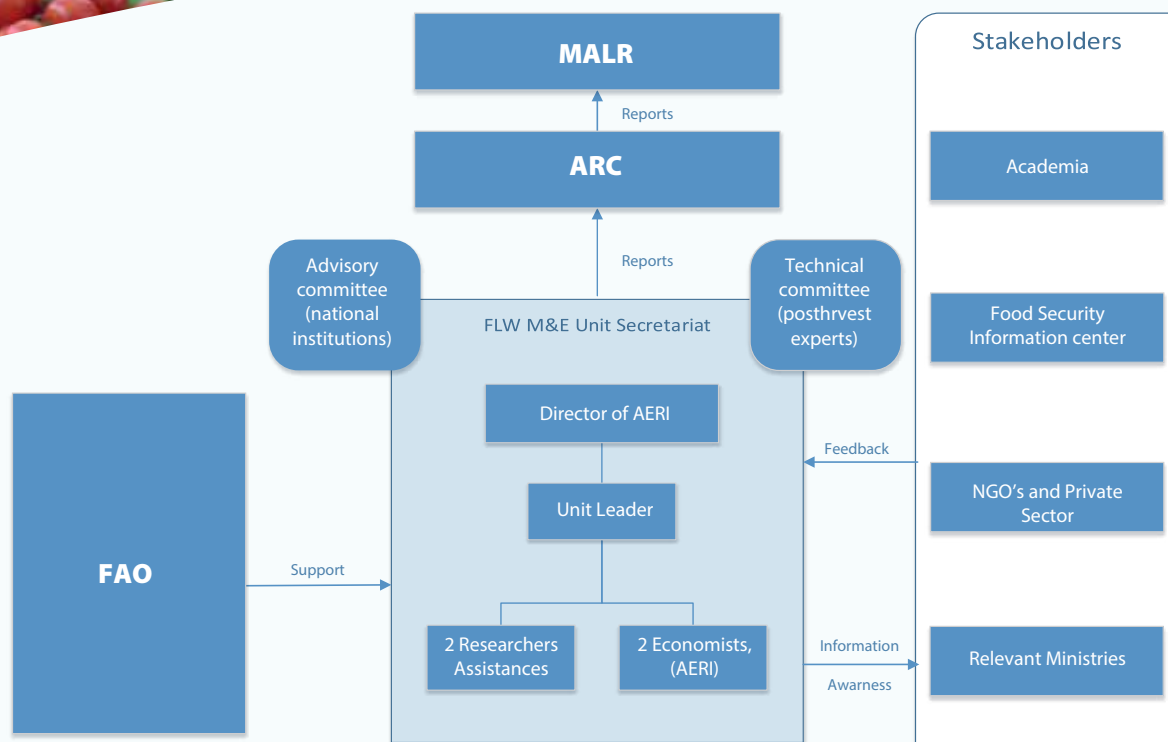 MALR
Reports
ARC
Reports
Advisory
committee
(national
institutions)
Technical
committee
(posthrvest
experts)
FLW M&E Unit Secretariat
Director of AERI
Unit Leader
2 Researchers
Assistances
2 Economists,
(AERI)
FAO
Support
Feedback
Information
Awarness
Stakeholders
Academia
Food Security
Information center
NGO's and Private
Sector
Relevant Ministries